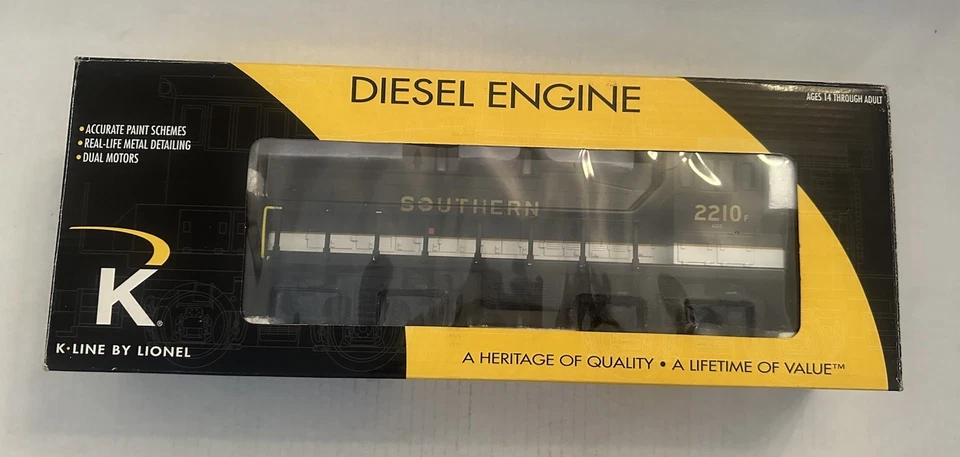 DIESEL ENGINE
AGES 14 THROUGH ADULT
• ACCURATE PAINT SCHEMES
• REAL-LIFE METAL DETAILING
• DUAL MOTORS
SOUTHERN
2210 F
K®
K•LINE BY LIONEL
A HERITAGE OF QUALITY • A LIFETIME OF VALUE™